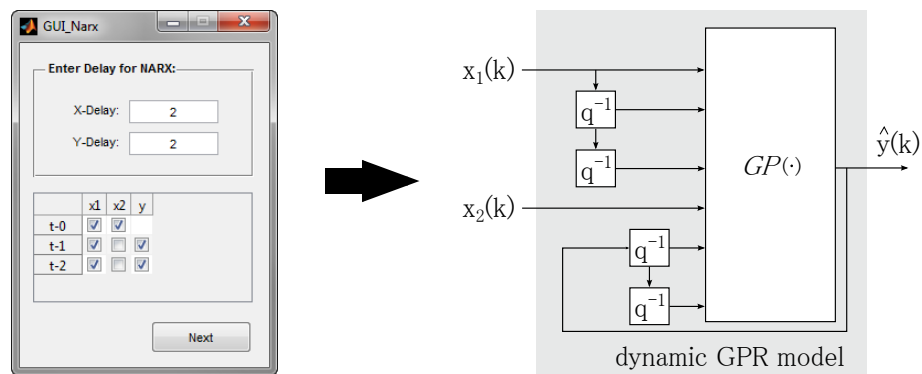 GUI_Narx
Enter Delay for NARX:
X-Delay: 2
Y-Delay: 2
x1 x2 y
t-0
t-1
t-2
Next
x₁(k)
q⁻¹
q⁻¹
x₂(k)
q⁻¹
q⁻¹
GP(·)
ŷ(k)
dynamic GPR model